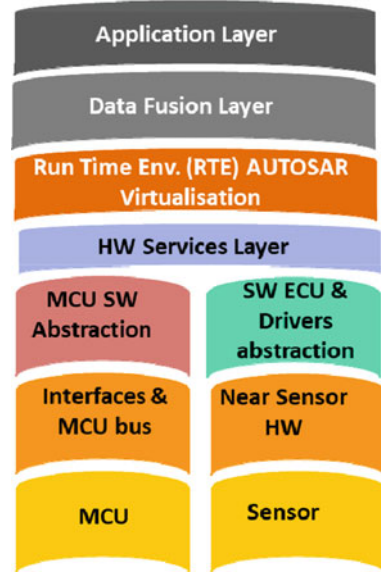 Application Layer
Data Fusion Layer
Run Time Env. (RTE) AUTOSAR
Virtualisation
HW Services Layer
MCU SW
Abstraction
SW ECU &
Drivers
abstraction
Interfaces &
MCU bus
Near Sensor
HW
MCU
Sensor